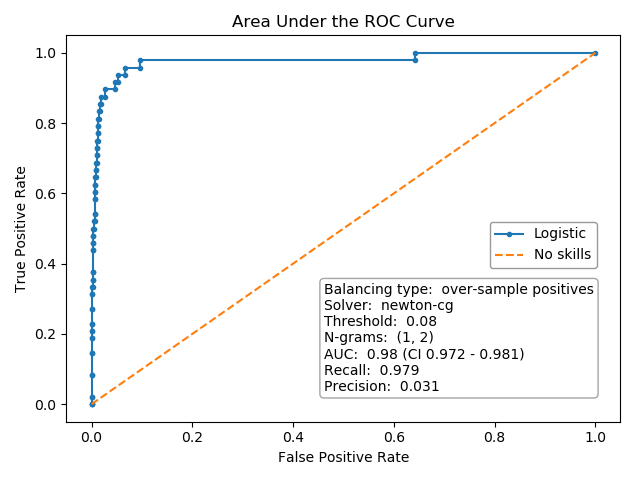 Area Under the ROC Curve
True Positive Rate
1.0
0.8
0.6
0.4
0.2
0.0
Logistic
No skills
Balancing type:  over-sample positives
Solver:  newton-cg
Threshold:  0.08
N-grams:  (1, 2)
AUC:  0.98 (CI 0.972 - 0.981)
Recall:  0.979
Precision:  0.031
0.0 0.2 0.4 0.6 0.8 1.0
False Positive Rate